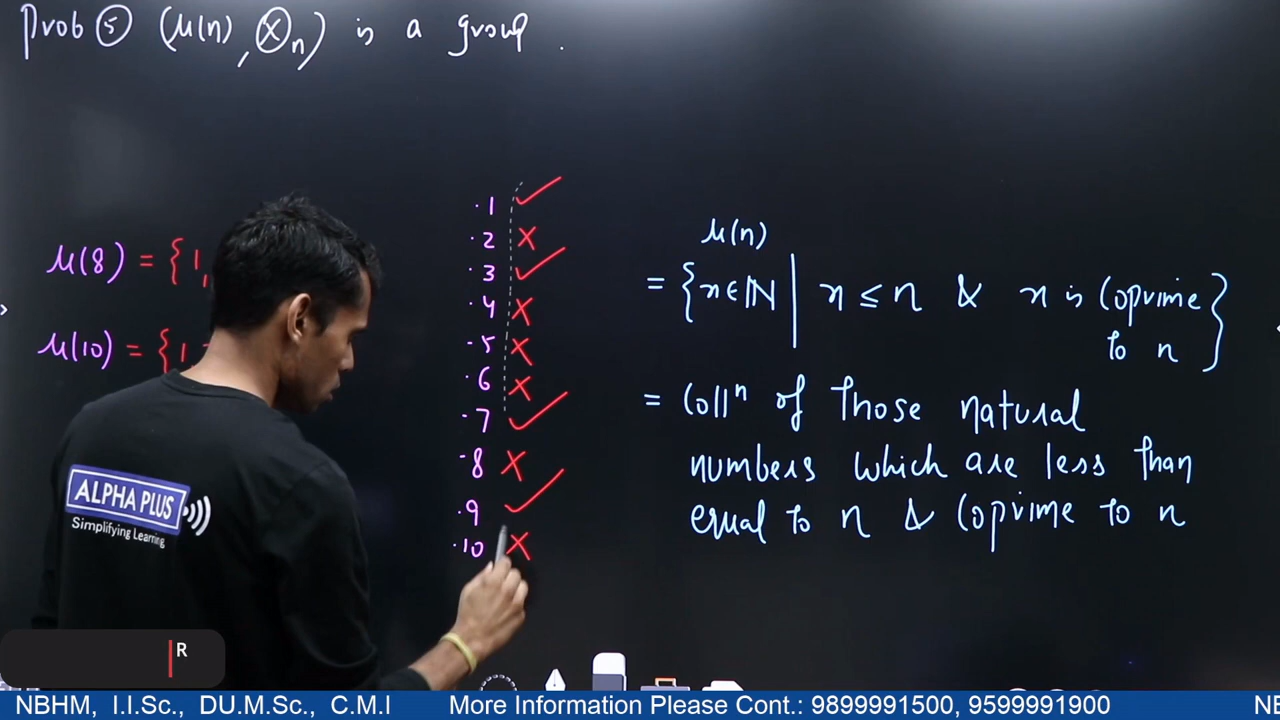 Prob ⑤ (μ(n), ⊗n) is a group.
μ(8) = {1,
μ(10) = {1
.1 ✓
.2 ×
.3 ✓
.4 ×
.5 ×
.6 ×
.7 ✓
.8 ×
.9 ✓
.10 ×
μ(n)
= {x∈ℕ | x ≤ n & x is Coprime
to n}
= Collⁿ of those natural
numbers which are less than
equal to n & Coprime to n
ALPHA PLUS
Simplifying Learning
R
NBHM, I.I.Sc., DU.M.Sc., C.M.I More Information Please Cont.: 9899991500, 9599991900 NE